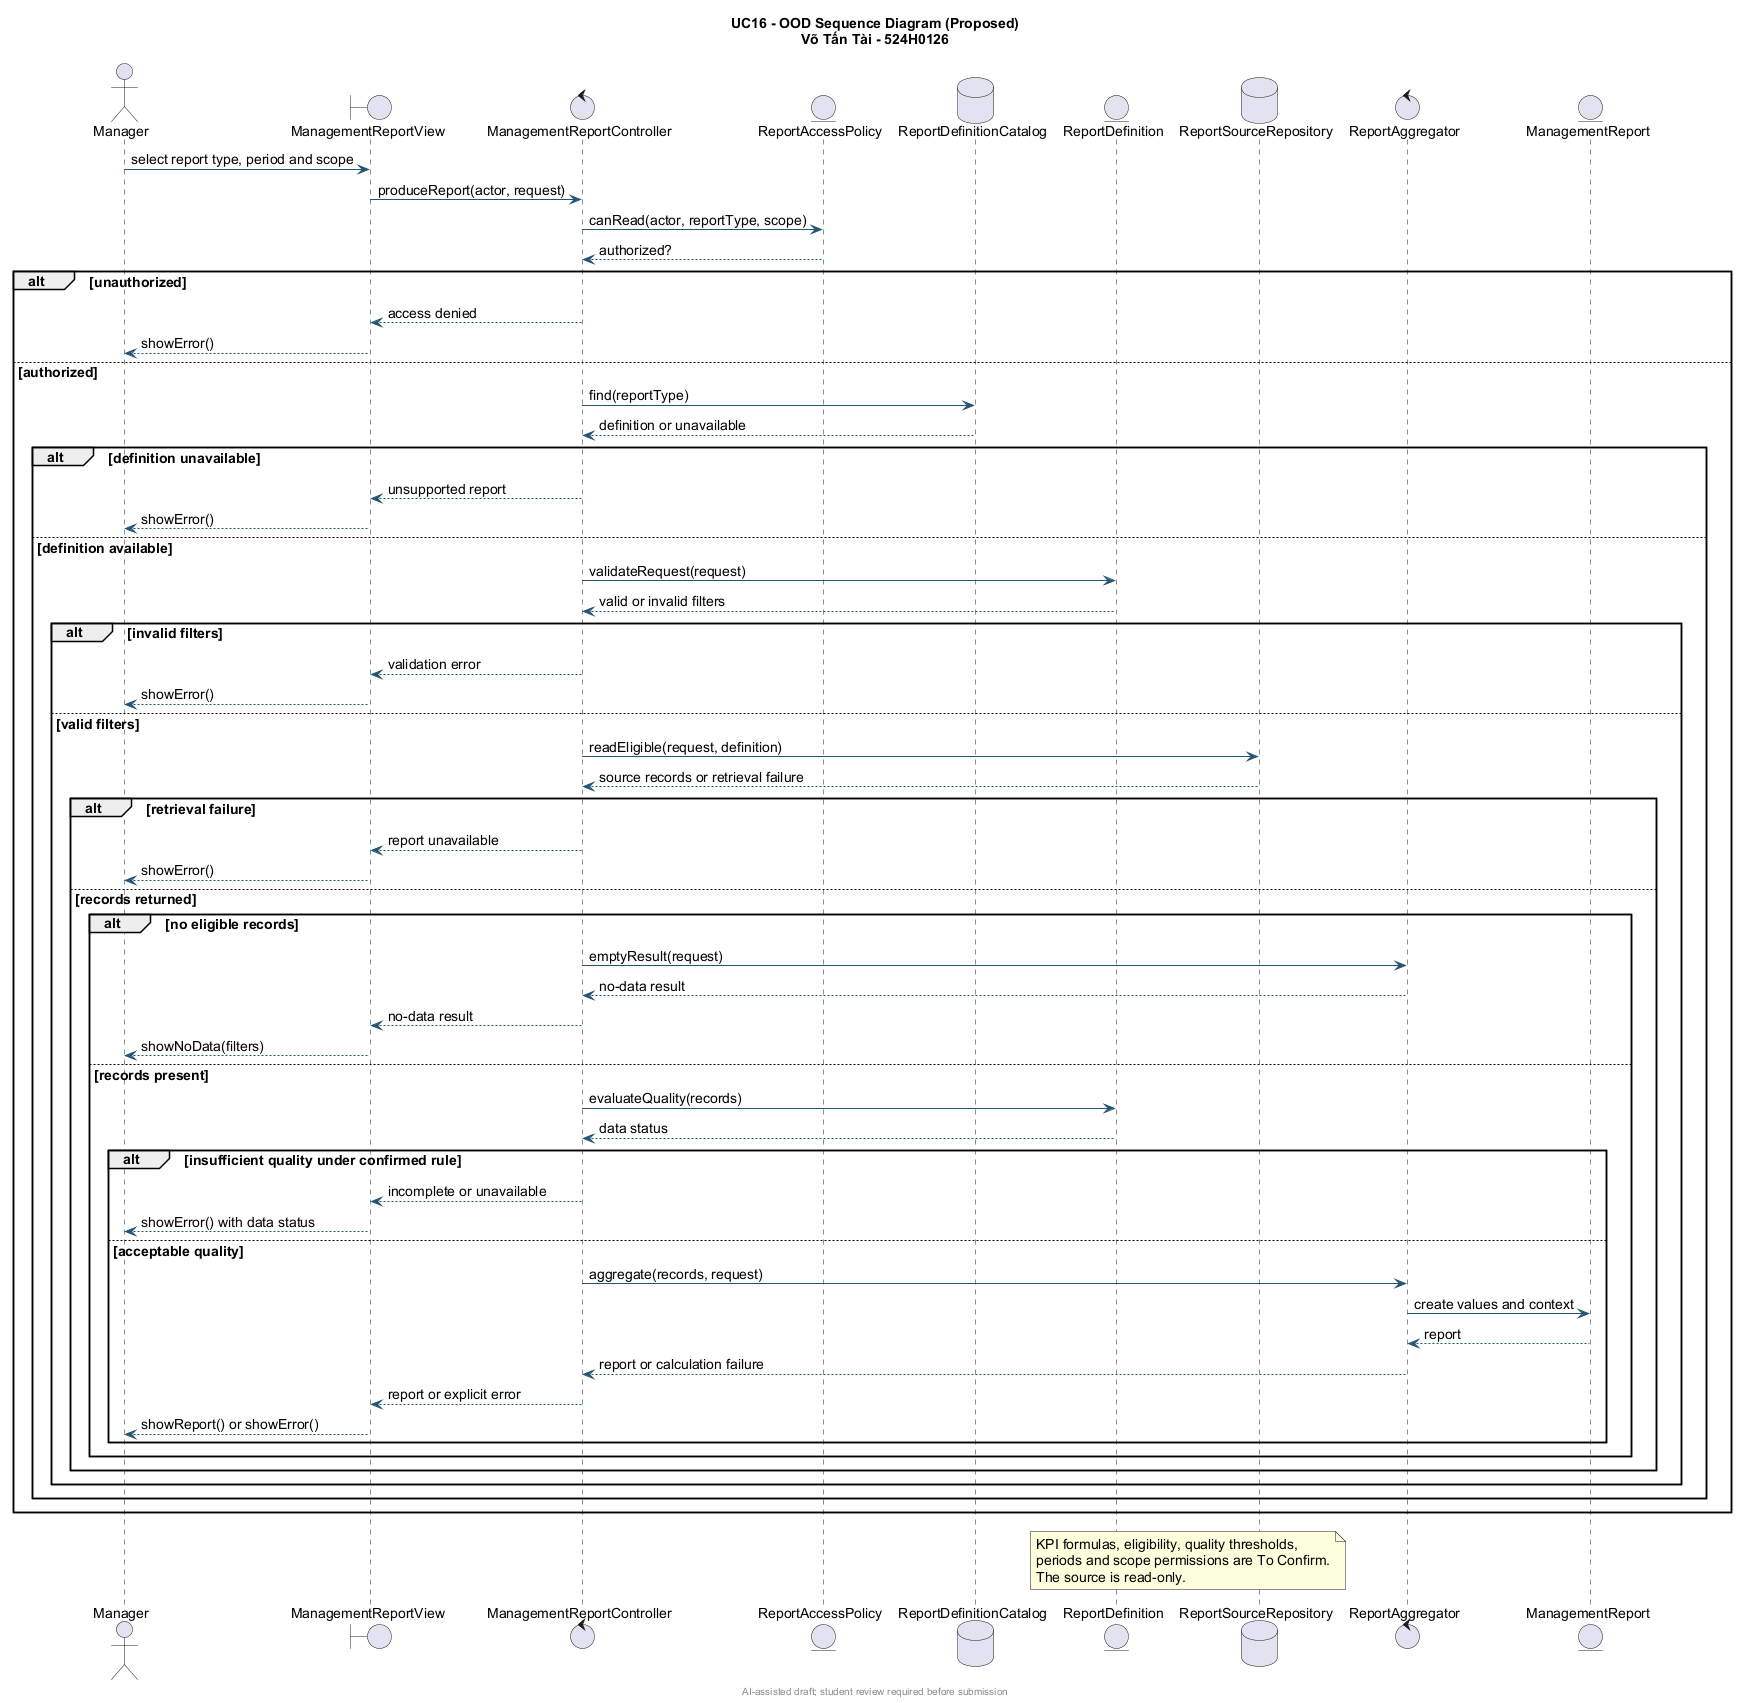 UC16 - OOD Sequence Diagram (Proposed)
Võ Tấn Tài - 524H0126
Manager
ManagementReportView
ManagementReportController
ReportAccessPolicy
ReportDefinitionCatalog
ReportDefinition
ReportSourceRepository
ReportAggregator
ManagementReport
select report type, period and scope
produceReport(actor, request)
canRead(actor, reportType, scope)
authorized?
alt [unauthorized]
access denied
showError()
[authorized]
find(reportType)
definition or unavailable
alt [definition unavailable]
unsupported report
showError()
[definition available]
validateRequest(request)
valid or invalid filters
alt [invalid filters]
validation error
showError()
[valid filters]
readEligible(request, definition)
source records or retrieval failure
alt [retrieval failure]
report unavailable
showError()
[records returned]
alt [no eligible records]
emptyResult(request)
no-data result
no-data result
showNoData(filters)
[records present]
evaluateQuality(records)
data status
alt [insufficient quality under confirmed rule]
incomplete or unavailable
showError() with data status
[acceptable quality]
aggregate(records, request)
create values and context
report
report or calculation failure
report or explicit error
showReport() or showError()
KPI formulas, eligibility, quality thresholds,
periods and scope permissions are To Confirm.
The source is read-only.
Manager
ManagementReportView
ManagementReportController
ReportAccessPolicy
ReportDefinitionCatalog
ReportDefinition
ReportSourceRepository
ReportAggregator
ManagementReport
AI-assisted draft; student review required before submission